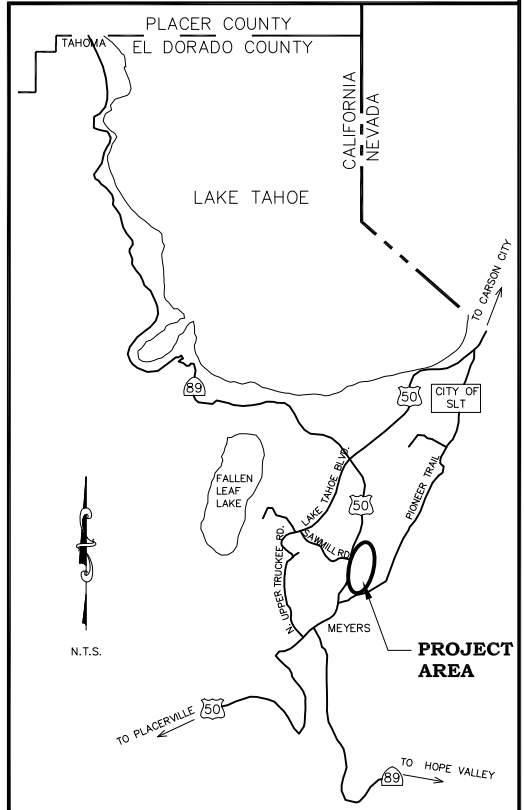 PLACER COUNTY
TAHOMA
EL DORADO COUNTY
CALIFORNIA
NEVADA
LAKE TAHOE
TO CARSON CITY
89
50
CITY OF
SLT
FALLEN
LEAF
LAKE
LAKE TAHOE BLVD.
50
PIONEER TRAIL
SAWMILL RD.
N. UPPER TRUCKEE RD.
MEYERS
PROJECT
AREA
N.T.S.
50
TO PLACERVILLE
TO HOPE VALLEY
89